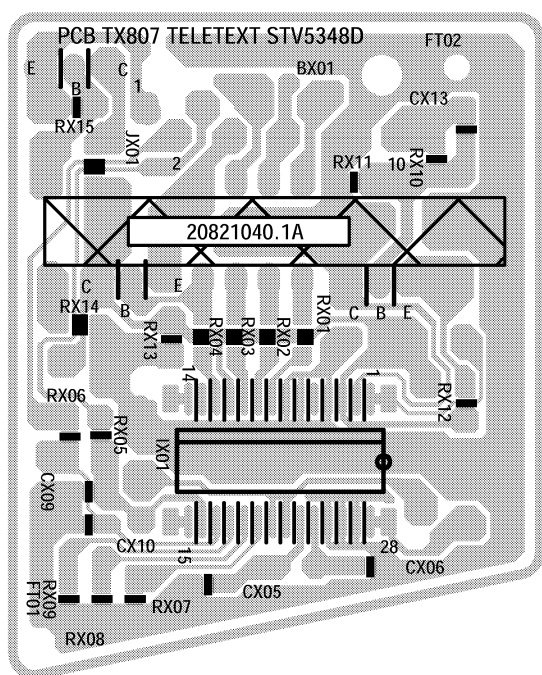 PCB TX807 TELETEXT STV5348D
FT02
E
C
BX01
B
1
CX13
RX15
JX01
2
RX11
10
RX10
20821040.1A
C
E
B
C
B
E
RX14
RX13
RX04
RX03
RX02
RX01
14
1
RX06
RX12
RX05
IX01
CX09
CX10
15
28
CX06
CX05
RX09
FT01
RX07
RX08